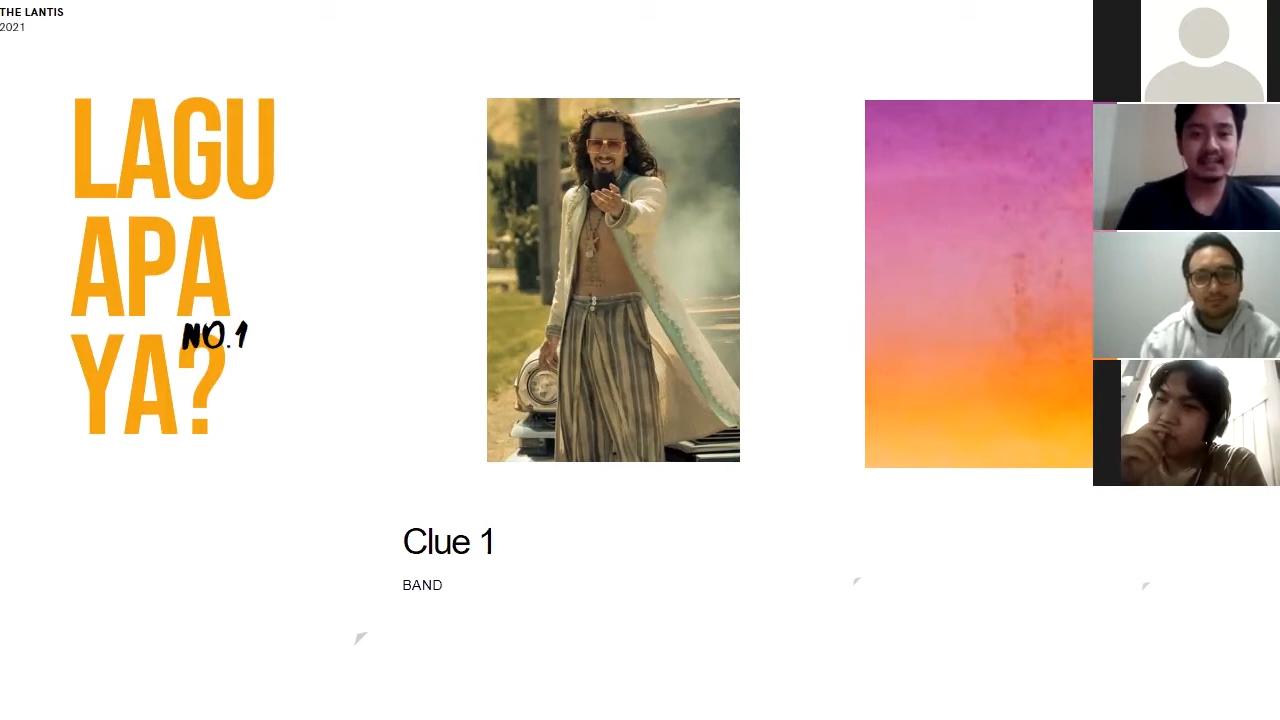 THE LANTIS
2021
LAGU
APA
YA?
NO.1
Clue 1
BAND